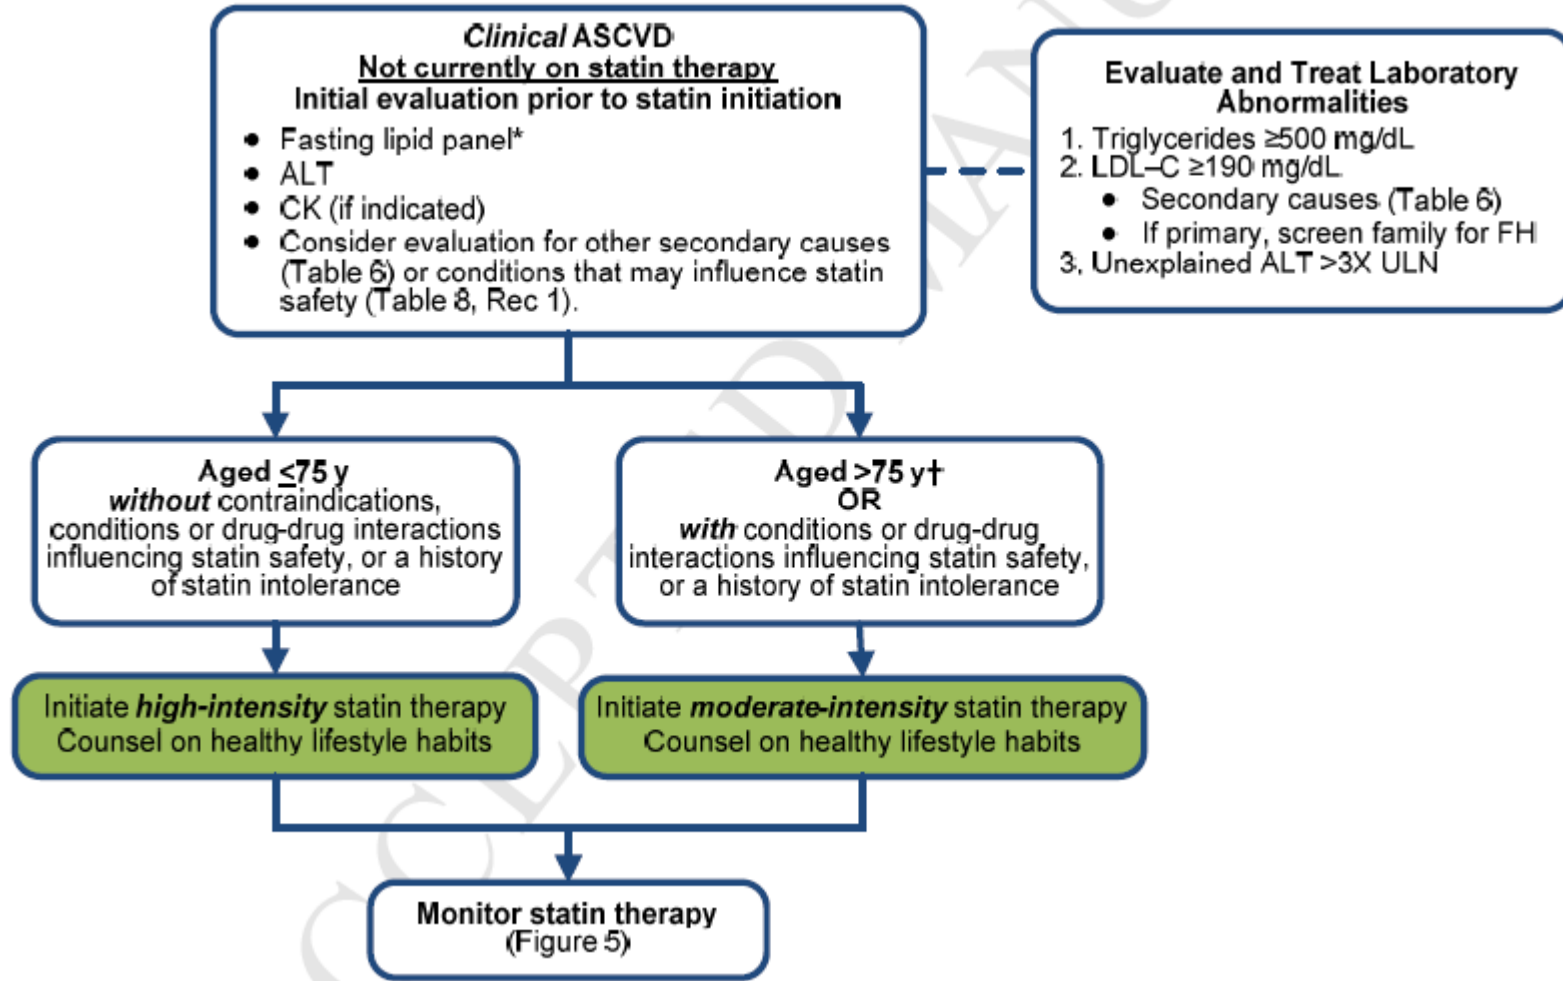 Clinical ASCVD
Not currently on statin therapy
Initial evaluation prior to statin initiation
• Fasting lipid panel*
• ALT
• CK (if indicated)
• Consider evaluation for other secondary causes
(Table 6) or conditions that may influence statin
safety (Table 8, Rec 1).
Evaluate and Treat Laboratory
Abnormalities
1. Triglycerides ≥500 mg/dL
2. LDL–C ≥190 mg/dL
• Secondary causes (Table 6)
• If primary, screen family for FH
3. Unexplained ALT >3X ULN
Aged ≤75 y
without contraindications,
conditions or drug-drug interactions
influencing statin safety, or a history
of statin intolerance
Aged >75 y†
OR
with conditions or drug-drug
interactions influencing statin safety,
or a history of statin intolerance
Initiate high-intensity statin therapy
Counsel on healthy lifestyle habits
Initiate moderate-intensity statin therapy
Counsel on healthy lifestyle habits
Monitor statin therapy
(Figure 5)
CCEPTED MANU